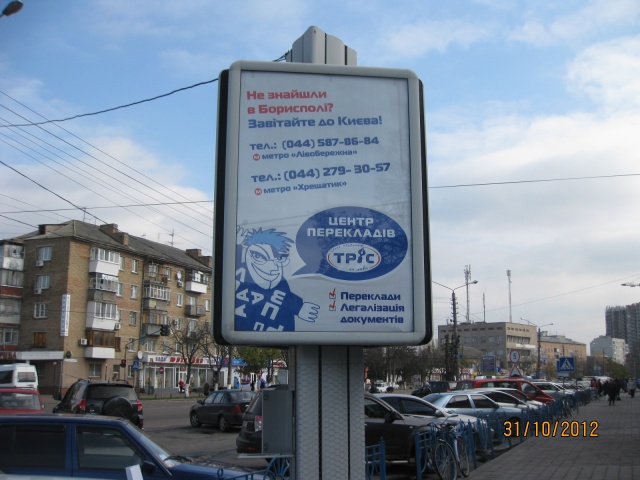 Не знайшли
в Борисполі?
Завітайте до Києва!
тел.: (044) 587-86-84
М метро «Лівобережна»
тел.: (044) 279-30-57
М метро «Хрещатик»
ЦЕНТР
ПЕРЕКЛАДІВ
ТРІС
Переклади
Легалізація
документів
31/10/2012